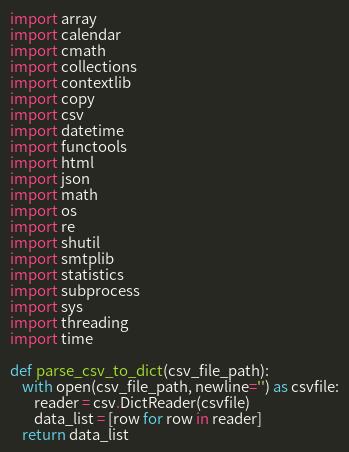 import array
import calendar
import cmath
import collections
import contextlib
import copy
import csv
import datetime
import functools
import html
import json
import math
import os
import re
import shutil
import smtplib
import statistics
import subprocess
import sys
import threading
import time

def parse_csv_to_dict(csv_file_path):
    with open(csv_file_path, newline='') as csvfile:
        reader = csv.DictReader(csvfile)
        data_list = [row for row in reader]
    return data_list